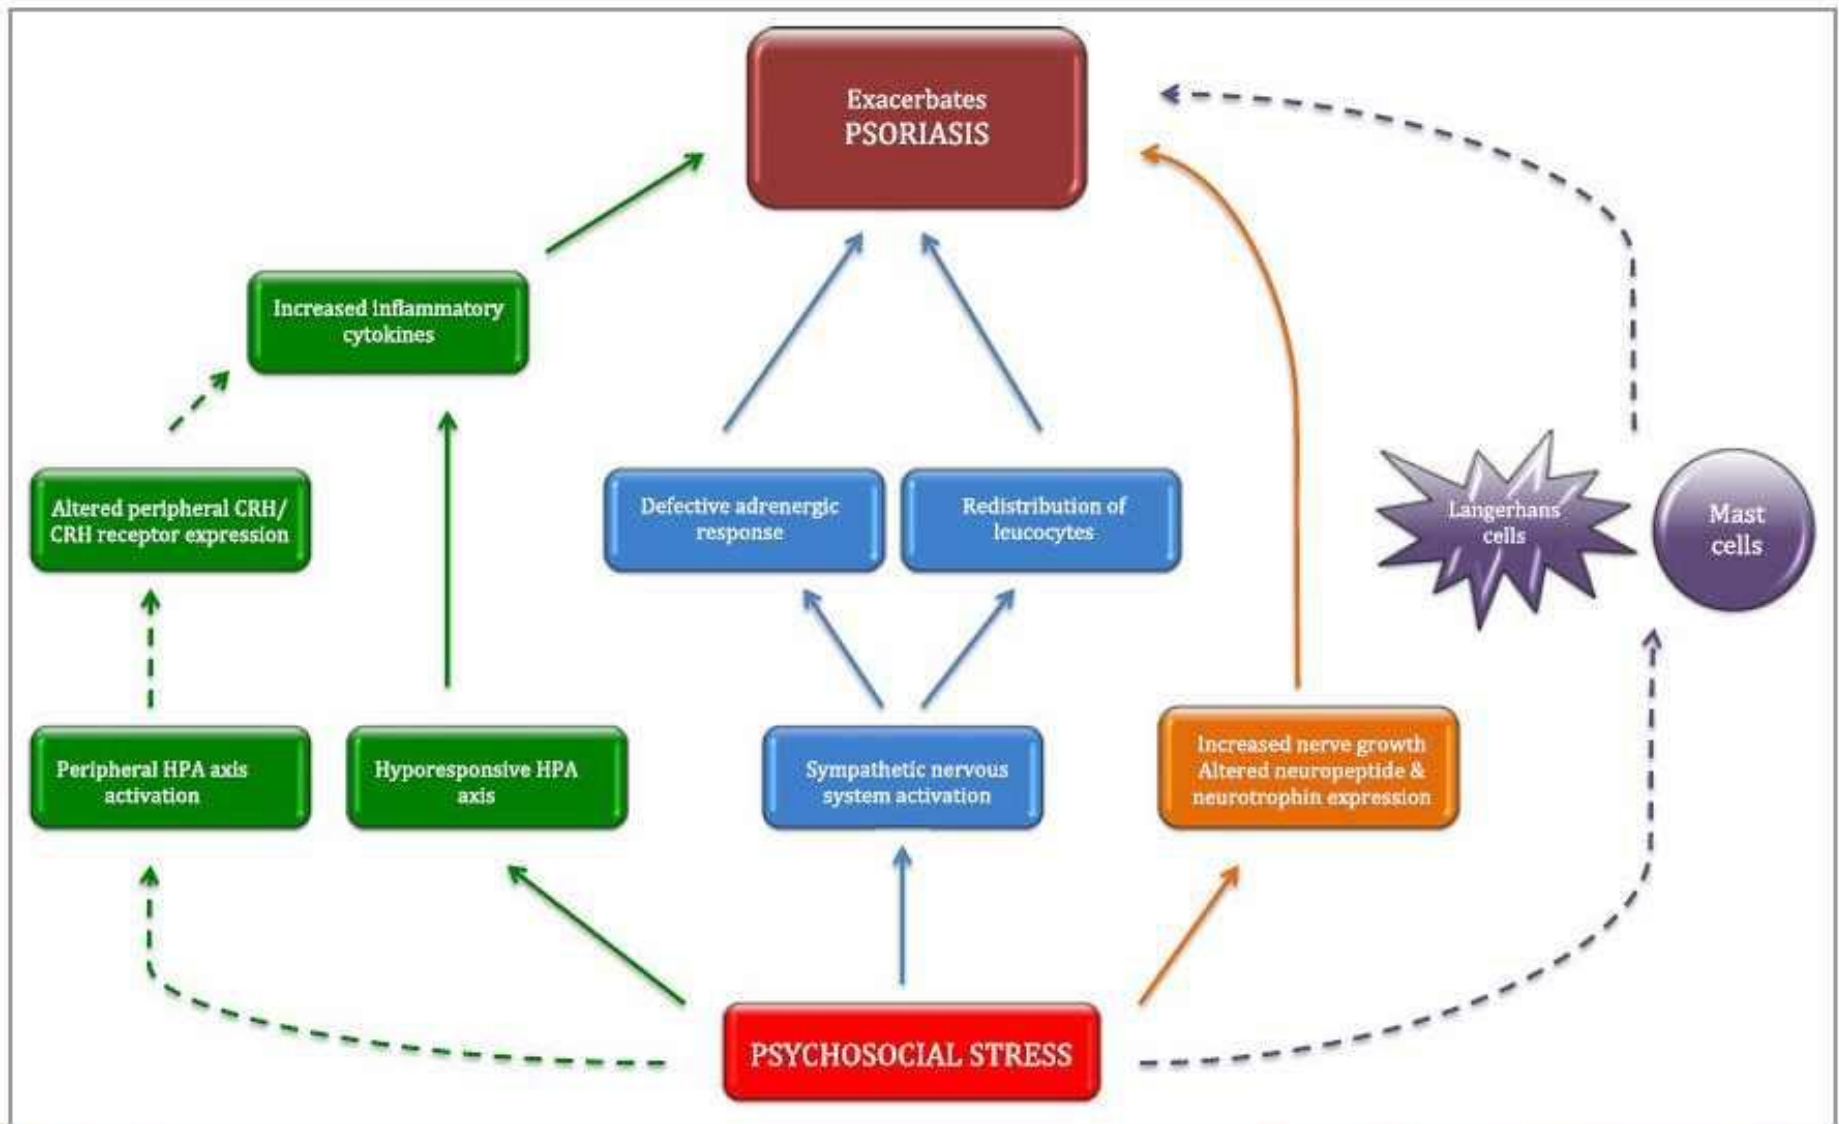 Exacerbates
PSORIASIS
Increased inflammatory
cytokines
Altered peripheral CRH/
CRH receptor expression
Defective adrenergic
response
Redistribution of
leucocytes
Langerhans
cells
Mast
cells
Peripheral HPA axis
activation
Hyporesponsive HPA
axis
Sympathetic nervous
system activation
Increased nerve growth
Altered neuropeptide &
neurotrophin expression
PSYCHOSOCIAL STRESS